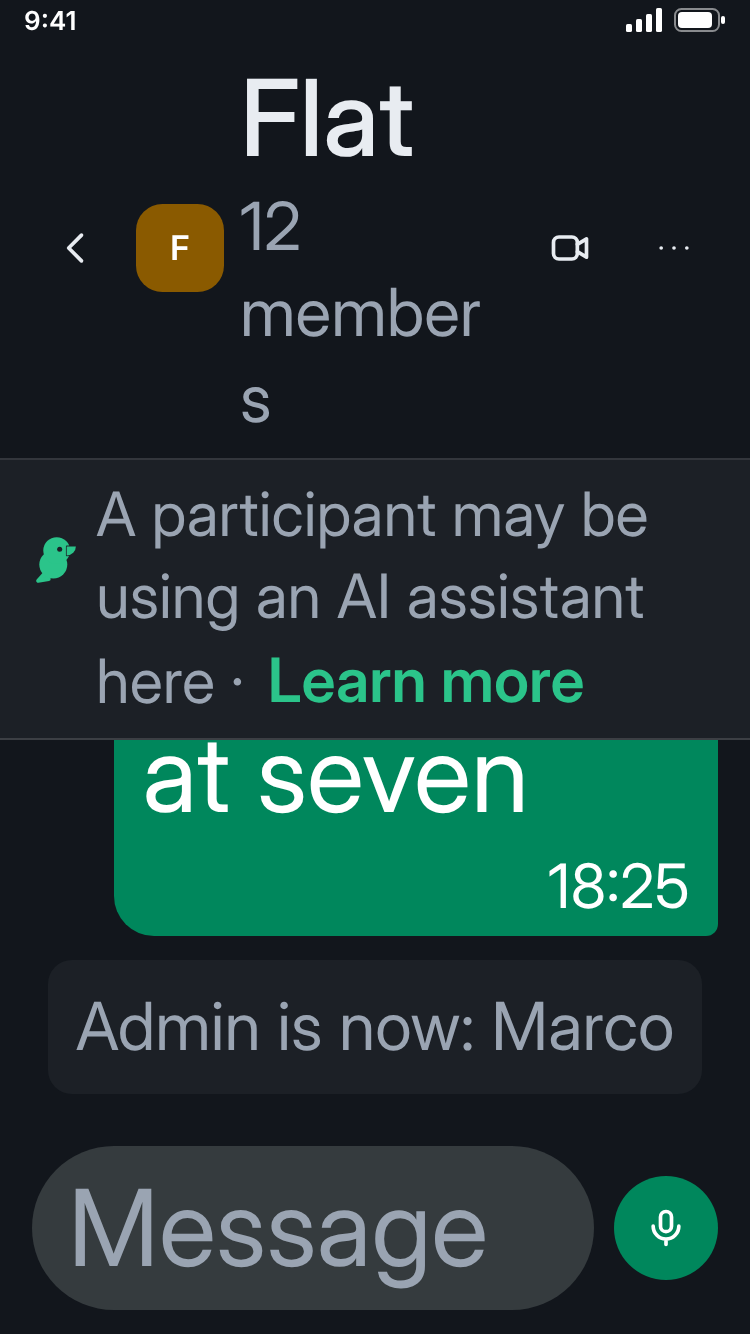 9:41
Flat
F
12
member
s
A participant may be
using an AI assistant
here · Learn more
at seven
18:25
Admin is now: Marco
Message